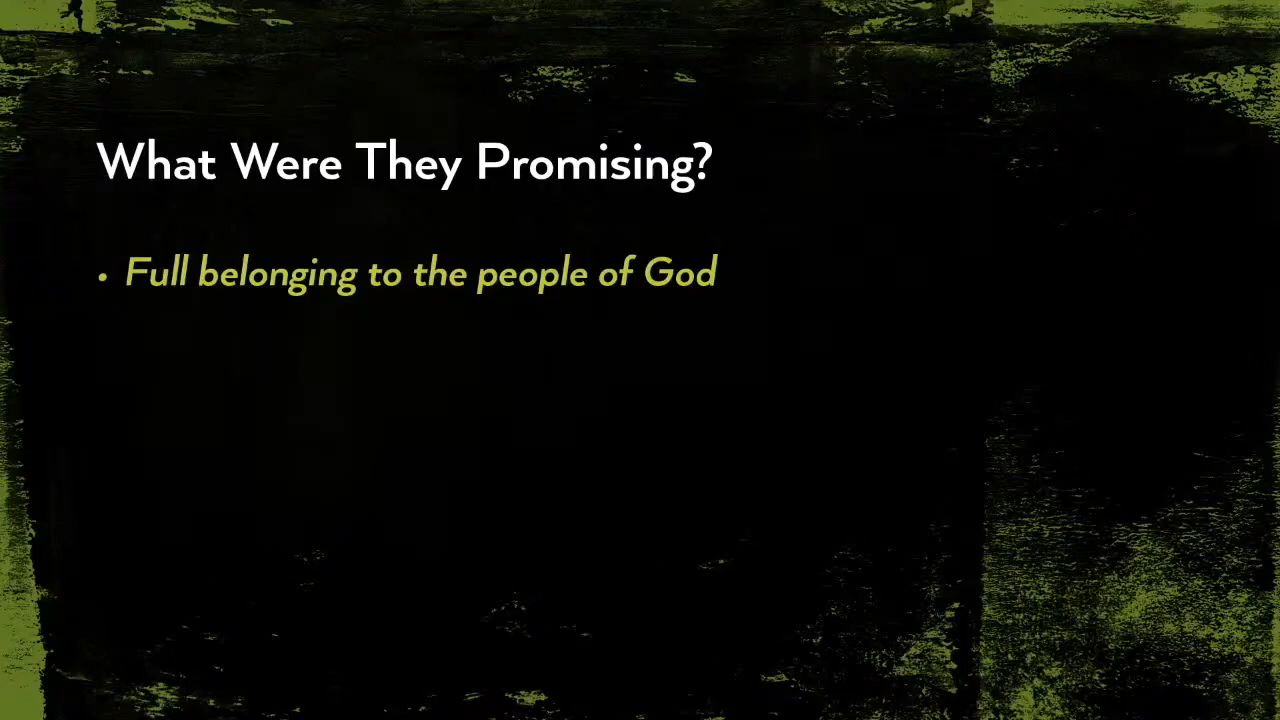 What Were They Promising?
• Full belonging to the people of God